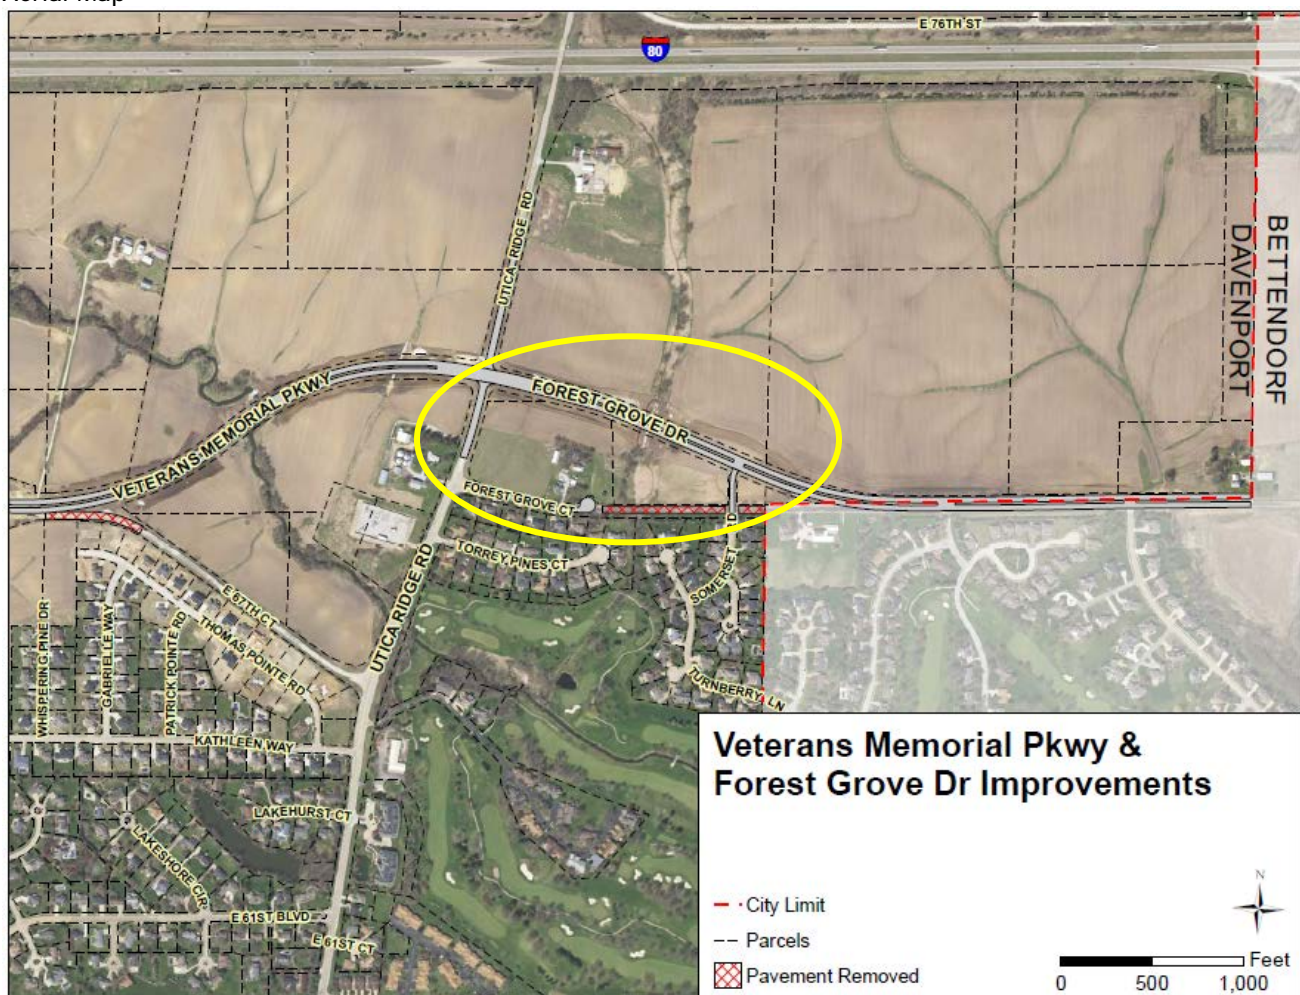 Aerial Map
E 76TH ST
80
UTICA RIDGE RD
BETTENDORF
DAVENPORT
VETERANS MEMORIAL PKWY
FOREST GROVE DR
FOREST GROVE CT
TORREY PINES CT
SOMERSET
UTICA RIDGE RD
E 67TH CT
THOMAS POINTE RD
WHISPERING PINE DR
GABRIELLE WAY
PATRICK POINTE RD
TURNBERRY LN
KATHLEEN WAY
LAKEHURST CT
LAKESHORE CIR
E 61ST BLVD
E 61ST CT
Veterans Memorial Pkwy &
Forest Grove Dr Improvements
N
City Limit
Parcels
Pavement Removed
Feet
0 500 1,000